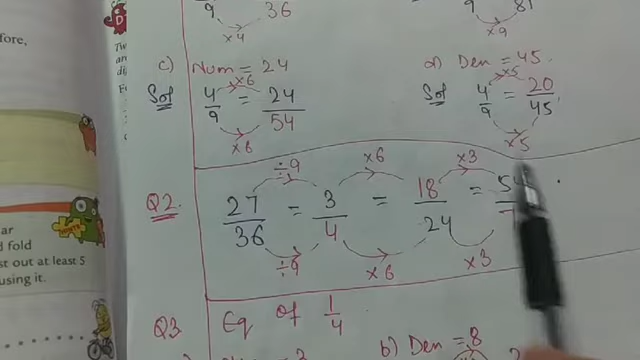 9 36 ×4
9 81 ×9
fore,
c) Num = 24
d) Den = 45
Sol 4/9 = 24/54 ×6 ×6
Sol 4/9 = 20/45 ×5 ×5
Q2. 27/36 = 3/4 = 18/24 = ÷9 ×6 ×3
÷9 ×6 ×3
ar
d fold
st out at least 5
using it.
Q3 Eq of 1/4
b) Den = 8